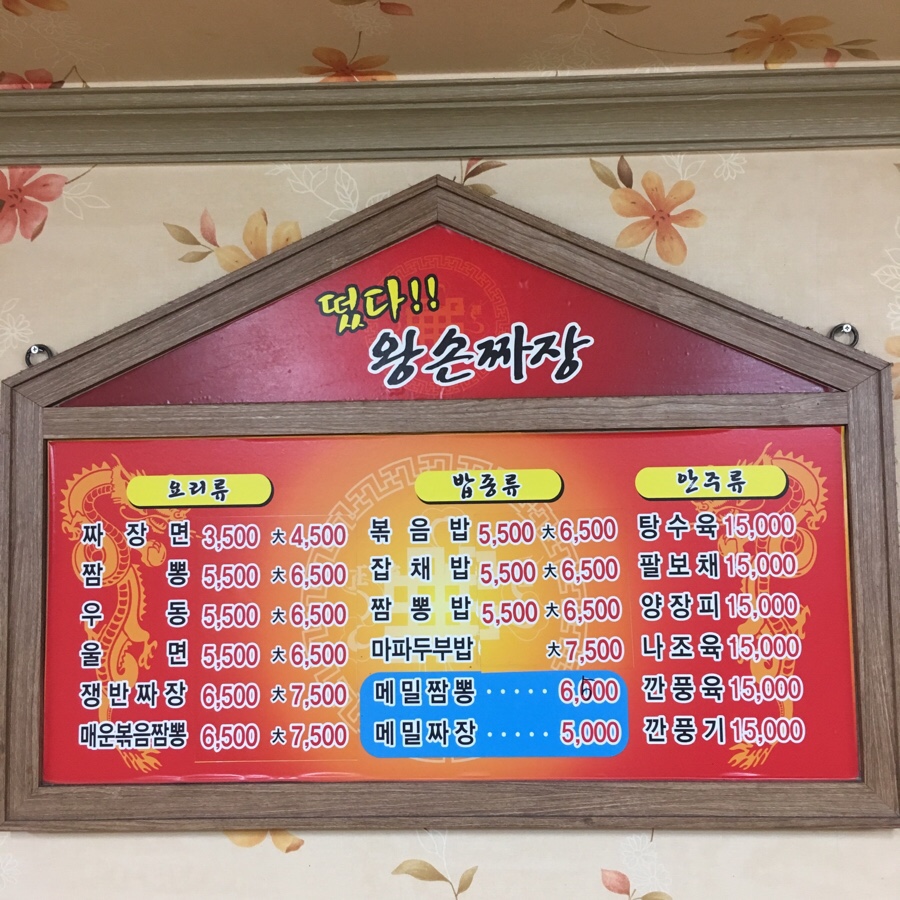 떴다!!
왕손짜장
요리류
짜장면 3,500 大4,500
짬뽕 5,500 大6,500
우동 5,500 大6,500
울면 5,500 大6,500
쟁반짜장 6,500 大7,500
매운볶음짬뽕 6,500 大7,500
밥종류
볶음밥 5,500 大6,500
잡채밥 5,500 大6,500
짬뽕밥 5,500 大6,500
마파두부밥 大7,500
메밀짬뽕 ······ 6,500
메밀짜장 ······ 5,000
안주류
탕수육 15,000
팔보채 15,000
양장피 15,000
나조육 15,000
깐풍육 15,000
깐풍기 15,000